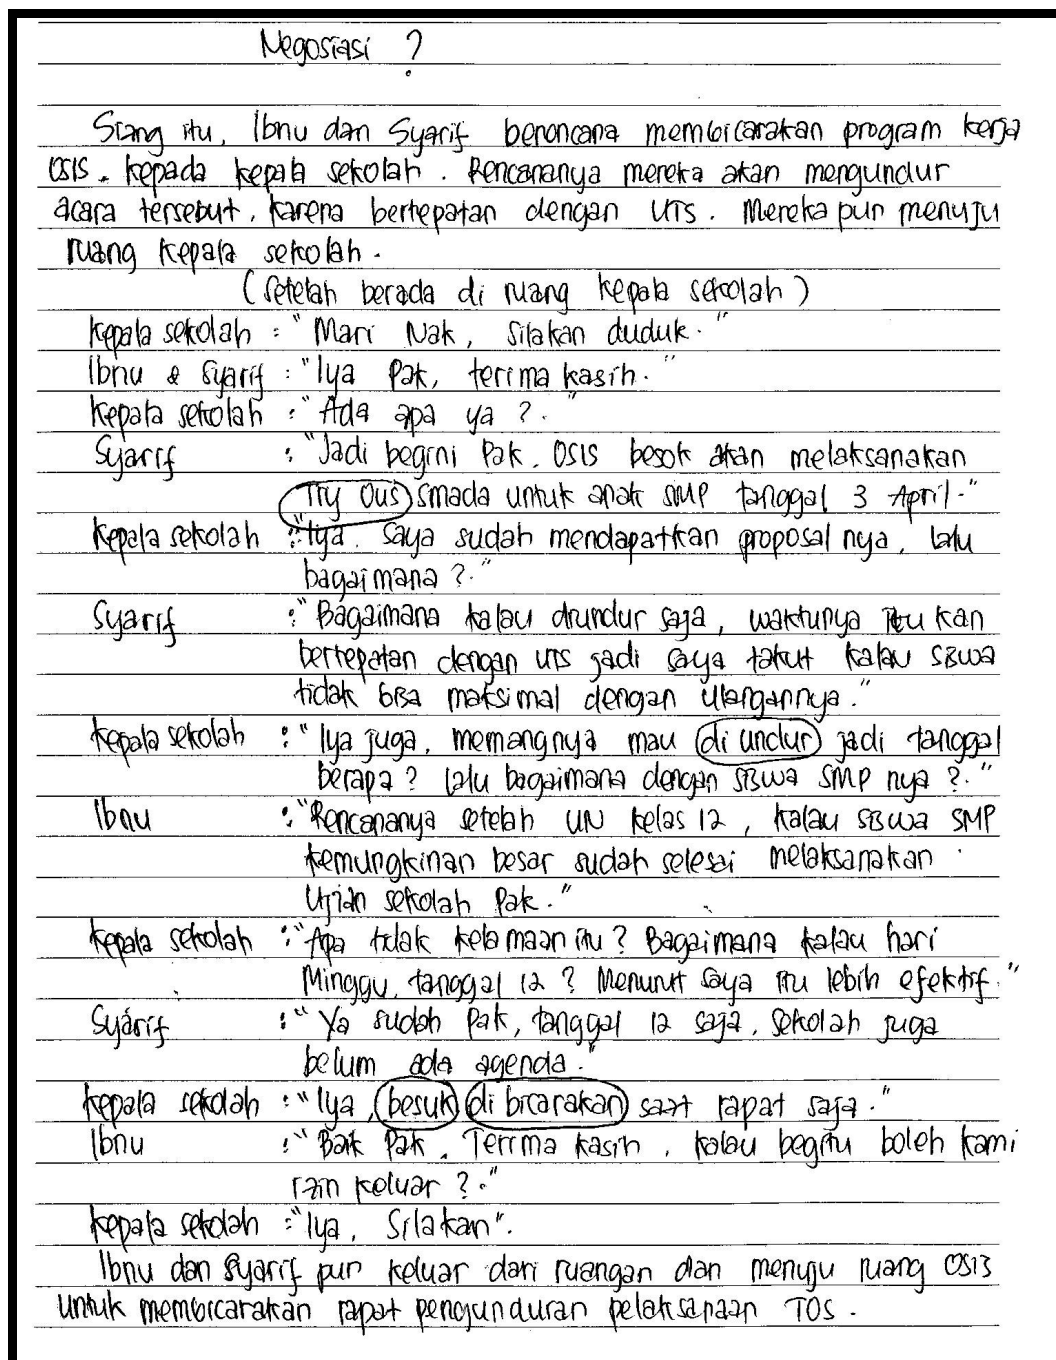 Negosiasi ?
Siang itu, Ibnu dan Syarif berencana membicarakan program kerja
OSIS. kepada kepala sekolah. Rencananya mereka akan mengundur
acara tersebut, karena bertepatan dengan UTS. Mereka pun menuju
ruang kepala sekolah.
(Setelah berada di ruang kepala sekolah)
Kepala sekolah : "Mari Nak, silakan duduk."
Ibnu & Syarif : "Iya Pak, terima kasih."
Kepala sekolah : "Ada apa ya ?."
Syarif : "Jadi begini Pak, OSIS besok akan melaksanakan
Try Ous smada untuk anak SMP tanggal 3 April."
Kepala sekolah : "Iya. Saya sudah mendapatkan proposal nya, lalu
bagaimana ?."
Syarif : "Bagaimana kalau diundur saja, waktunya itu kan
bertepatan dengan UTS jadi saya takut kalau siswa
tidak bisa maksimal dengan ulangannya."
Kepala sekolah : "Iya juga, memangnya mau di undur jadi tanggal
berapa ? Lalu bagaimana dengan siswa SMP nya ?."
Ibnu : "Rencananya setelah UN kelas 12, kalau siswa SMP
kemungkinan besar sudah selesai melaksanakan
Ujian sekolah Pak."
Kepala sekolah : "Apa tidak kelamaan itu ? Bagaimana kalau hari
Minggu, tanggal 12 ? Menurut saya itu lebih efektif."
Syarif : "Ya sudah Pak, tanggal 12 saja, sekolah juga
belum ada agenda."
Kepala sekolah : "Iya, besuk di bicarakan saat rapat saja."
Ibnu : "Baik Pak. Terima kasih, kalau begitu boleh kami
izin keluar ?."
Kepala sekolah : "Iya, Silakan".
Ibnu dan Syarif pun keluar dari ruangan dan menuju ruang OSIS
untuk membicarakan rapat pengunduran pelaksanaan TOS.